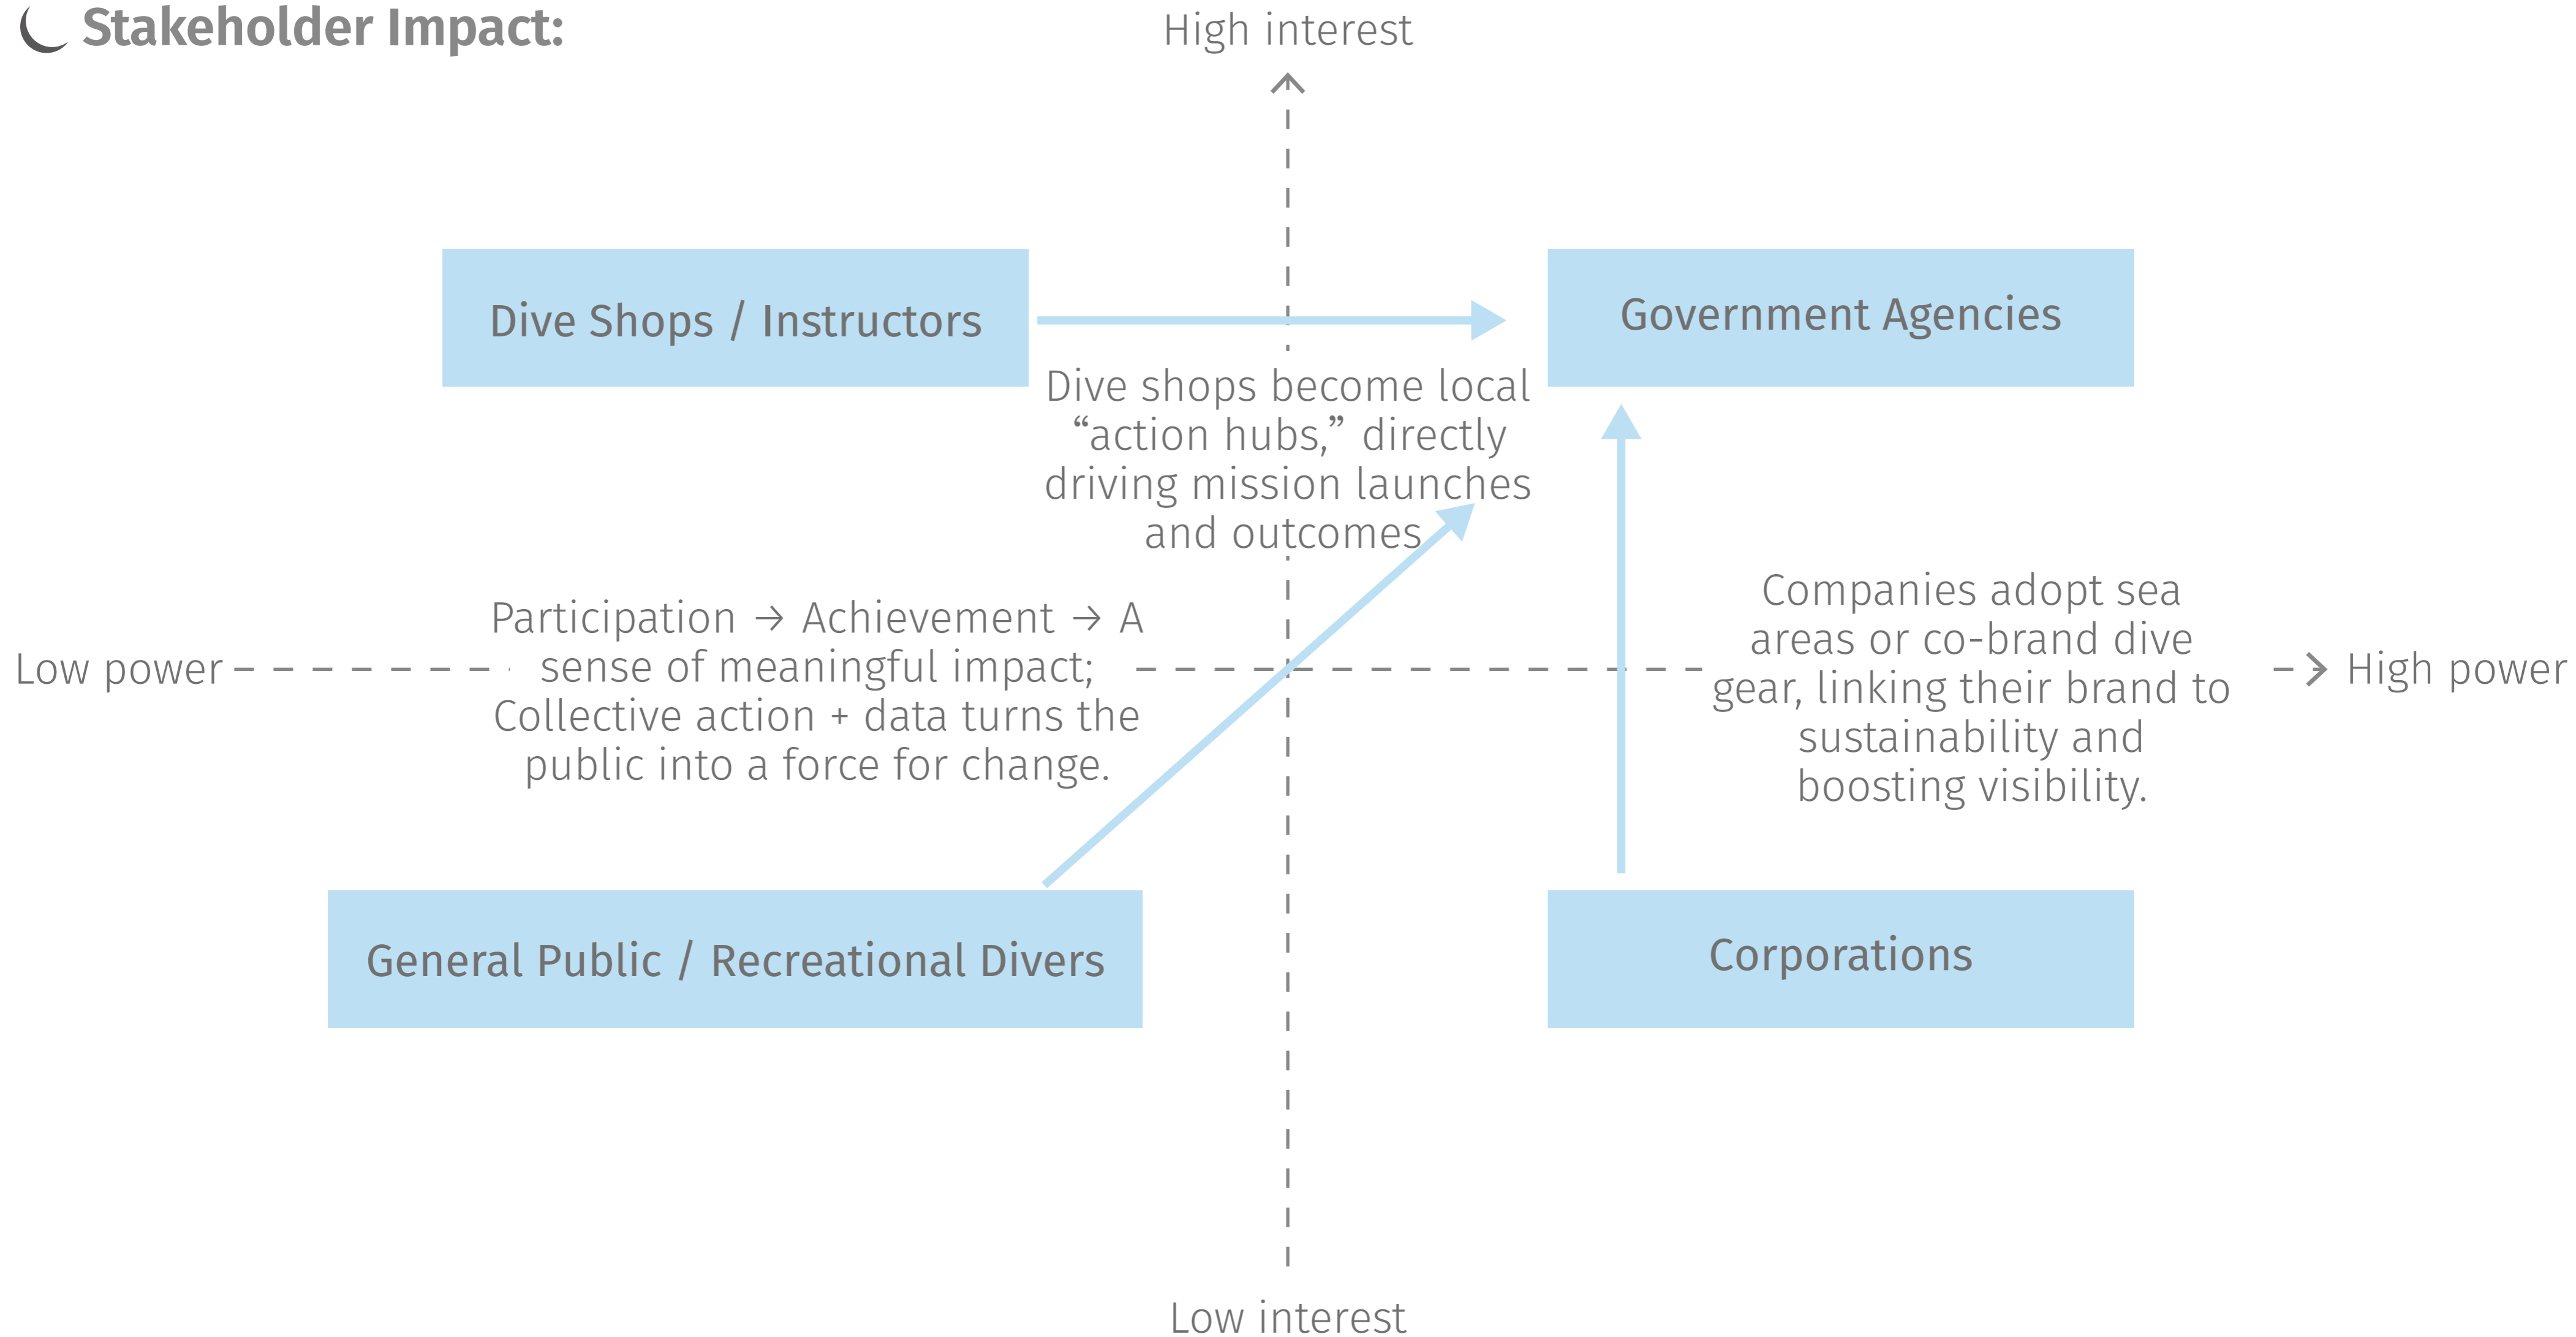 Stakeholder Impact:
High interest
Dive Shops / Instructors
Government Agencies
Dive shops become local
“action hubs,” directly
driving mission launches
and outcomes
Participation → Achievement → A
sense of meaningful impact;
Collective action + data turns the
public into a force for change.
Companies adopt sea
areas or co-brand dive
gear, linking their brand to
sustainability and
boosting visibility.
Low power
High power
General Public / Recreational Divers
Corporations
Low interest